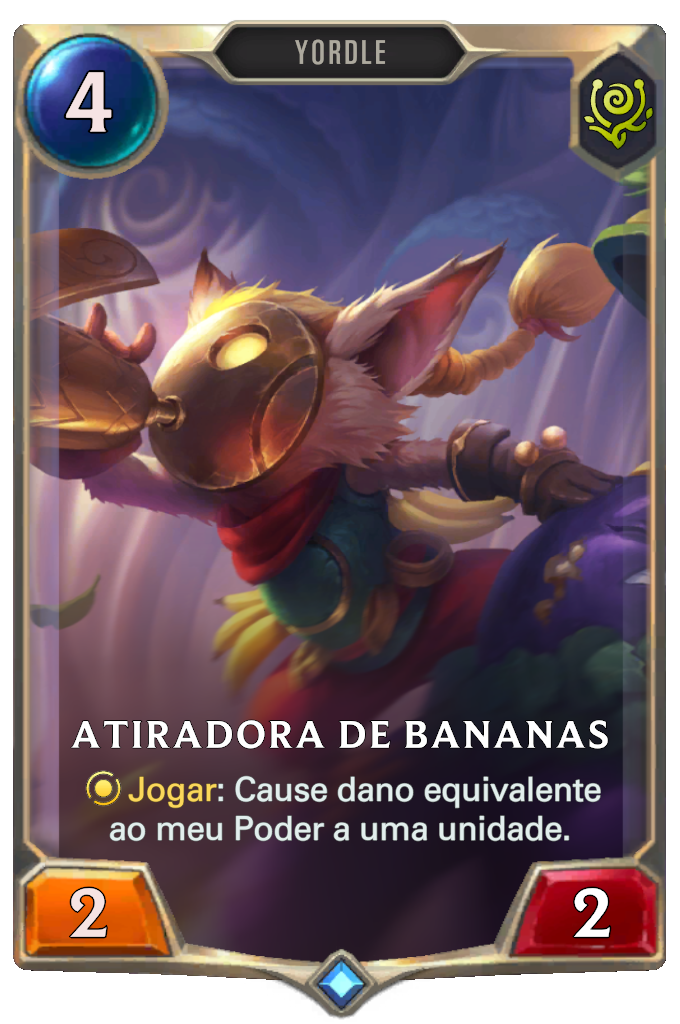 YORDLE
4
ATIRADORA DE BANANAS
Jogar: Cause dano equivalente
ao meu Poder a uma unidade.
2
2